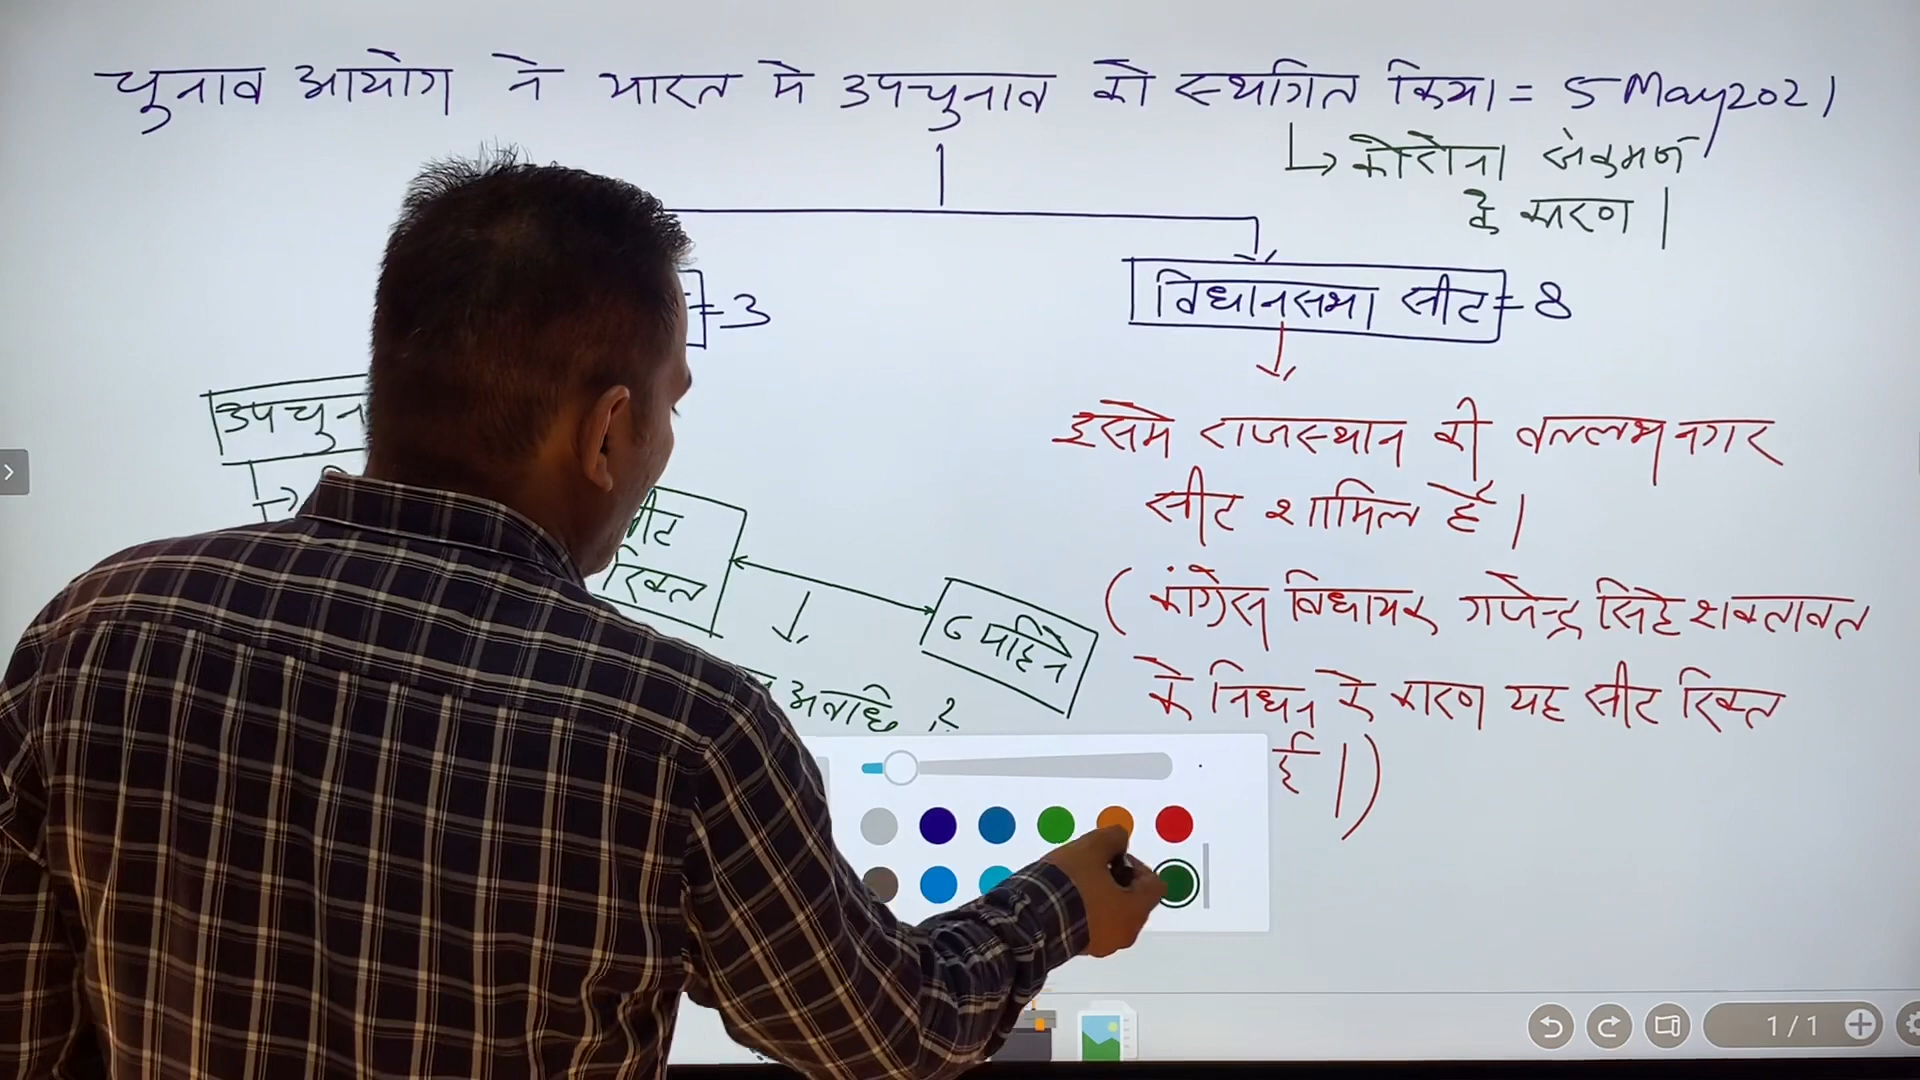 चुनाव आयोग ने भारत मे उपचुनाव को स्थगित किया = 5 May 2021
कोरोना संक्रमण
के कारण |
= 3
विधानसभा सीट = 8
उपचुन
सीट
रिक्त
6 महिने
अवधि ?
इसमे राजस्थान की वल्लभनगर
सीट शामिल है |
( कांग्रेस विधायक गजेन्द्र सिंह शक्तावत
के निधन के कारण यह सीट रिक्त
है | )
1 / 1